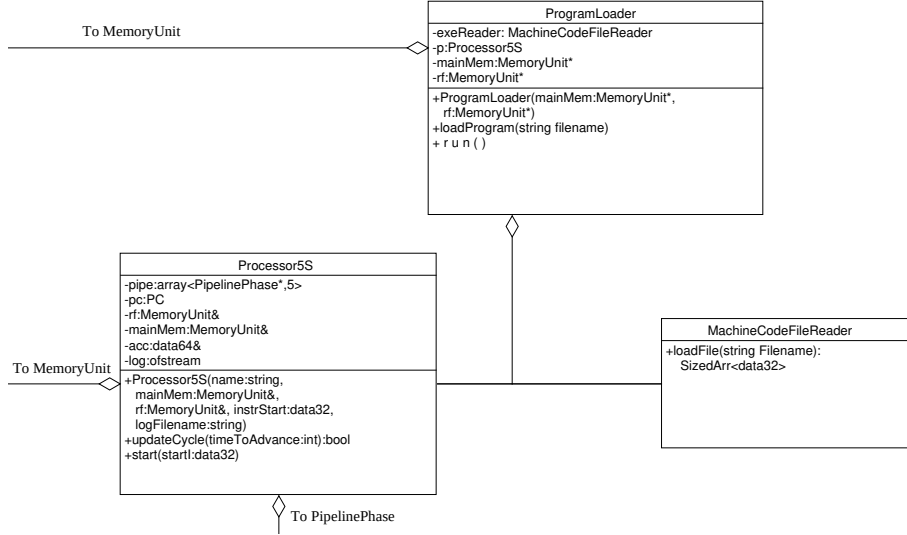 To MemoryUnit
ProgramLoader
-exeReader: MachineCodeFileReader
-p:Processor5S
-mainMem:MemoryUnit*
-rf:MemoryUnit*
+ProgramLoader(mainMem:MemoryUnit*,
rf:MemoryUnit*)
+loadProgram(string filename)
+ r u n ( )
Processor5S
-pipe:array<PipelinePhase*,5>
-pc:PC
-rf:MemoryUnit&
-mainMem:MemoryUnit&
-acc:data64&
-log:ofstream
To MemoryUnit
+Processor5S(name:string,
mainMem:MemoryUnit&,
rf:MemoryUnit&, instrStart:data32,
logFilename:string)
+updateCycle(timeToAdvance:int):bool
+start(startI:data32)
To PipelinePhase
MachineCodeFileReader
+loadFile(string Filename):
SizedArr<data32>